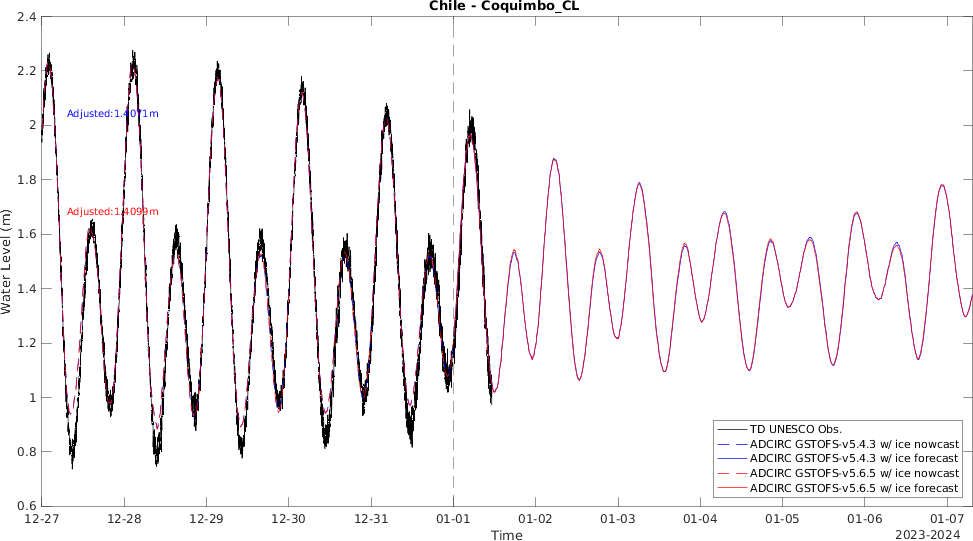 Chile - Coquimbo_CL
2.4
2.2
2
1.8
1.6
1.4
1.2
1
0.8
0.6
Water Level (m)
Adjusted:1.4071m
Adjusted:1.4099m
TD UNESCO Obs.
ADCIRC GSTOFS-v5.4.3 w/ ice nowcast
ADCIRC GSTOFS-v5.4.3 w/ ice forecast
ADCIRC GSTOFS-v5.6.5 w/ ice nowcast
ADCIRC GSTOFS-v5.6.5 w/ ice forecast
12-27 12-28 12-29 12-30 12-31 01-01 01-02 01-03 01-04 01-05 01-06 01-07
Time
2023-2024